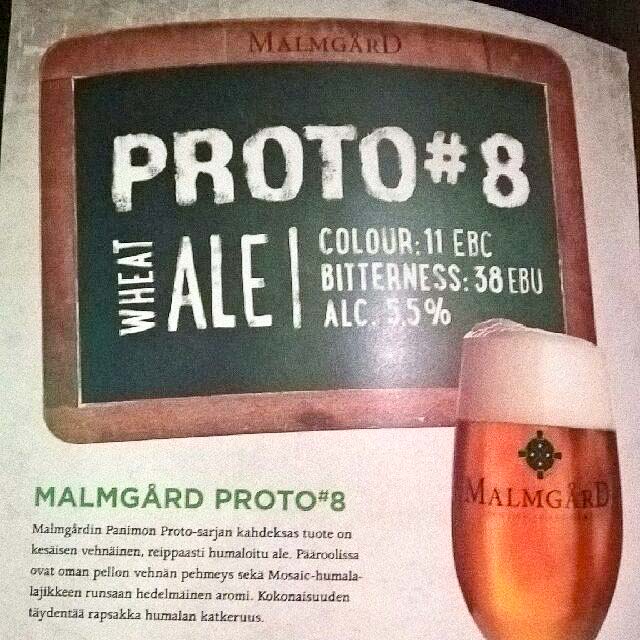 MALMGÅRD
PROTO#8
WHEAT
ALE
COLOUR: 11 EBC
BITTERNESS: 38 EBU
ALC. 5,5%
MALMGÅRD
MALMGÅRD PROTO#8
Malmgårdin Panimon Proto-sarjan kahdeksas tuote on
kesäisen vehnäinen, reippaasti humaloitu ale. Pääroolissa
ovat oman pellon vehnän pehmeys sekä Mosaic-humala-
lajikkeen runsaan hedelmäinen aromi. Kokonaisuuden
täydentää rapsakka humalan katkeruus.